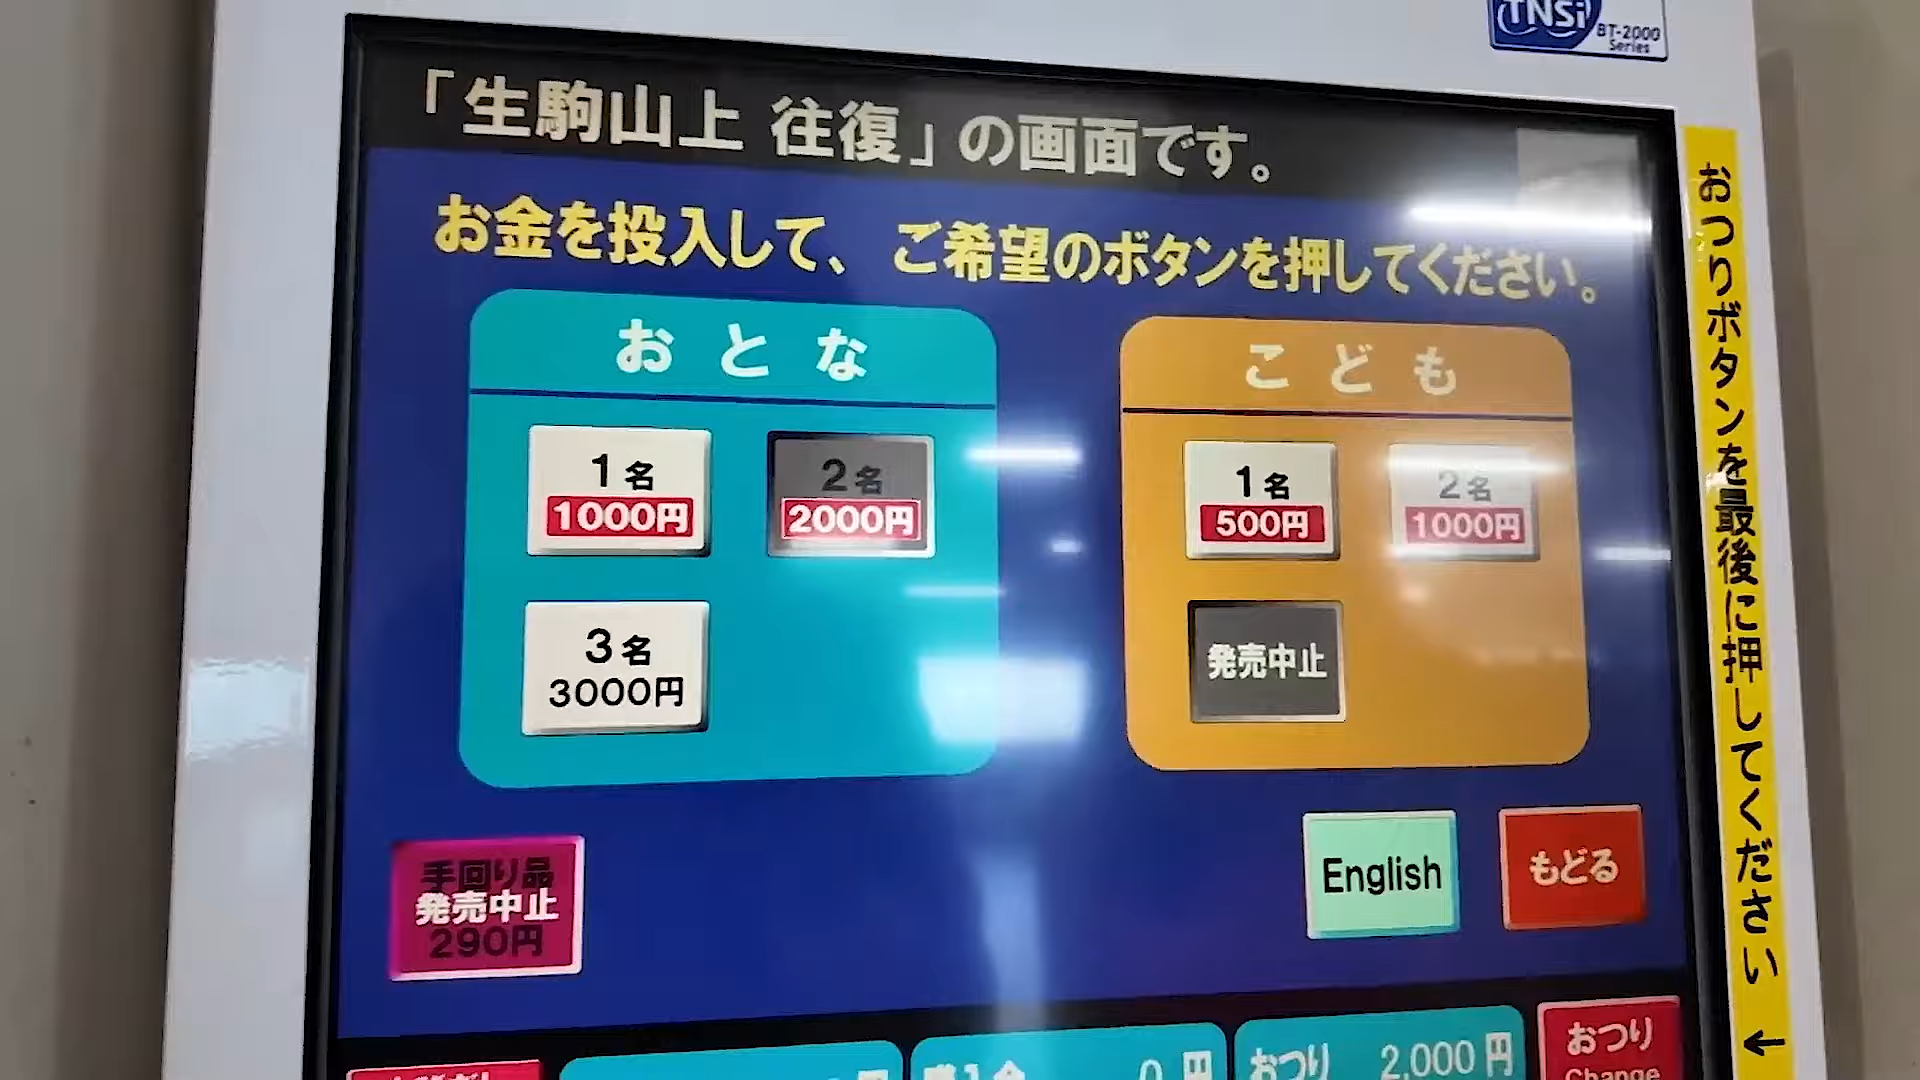 TNSi
BT-2000
Series
「生駒山上 往復」の画面です。
お金を投入して、ご希望のボタンを押してください。
おとな
1名
1000円
2名
2000円
3名
3000円
こども
1名
500円
2名
1000円
発売中止
手回り品
発売中止
290円
English
もどる
0円
おつり 2,000円
おつり
Change
おつりボタンを最後に押してください←